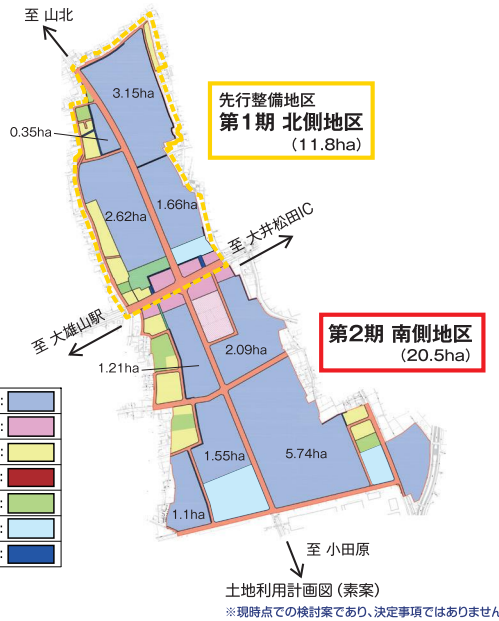 至 山北
3.15ha
0.35ha
先行整備地区
第1期 北側地区
(11.8ha)
2.62ha
1.66ha
至 大井松田IC
至 大雄山駅
第2期 南側地区
(20.5ha)
2.09ha
1.21ha
1.55ha
5.74ha
1.1ha
至 小田原
土地利用計画図（素案）
※現時点での検討案であり、決定事項ではありません